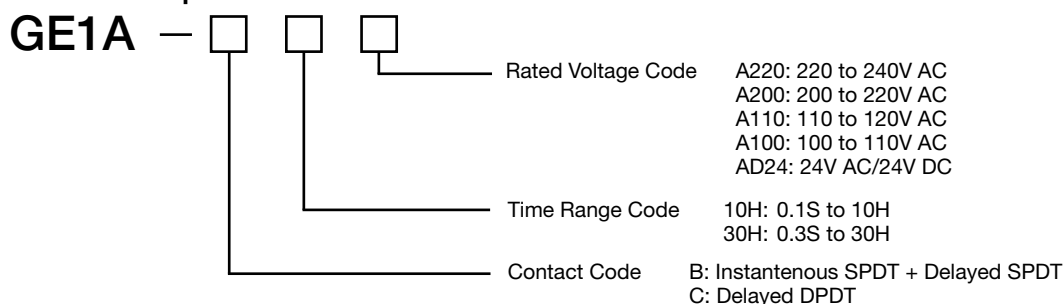 GE1A – □ □ □
Rated Voltage Code A220: 220 to 240V AC
A200: 200 to 220V AC
A110: 110 to 120V AC
A100: 100 to 110V AC
AD24: 24V AC/24V DC
Time Range Code 10H: 0.1S to 10H
30H: 0.3S to 30H
Contact Code B: Instantenous SPDT + Delayed SPDT
C: Delayed DPDT